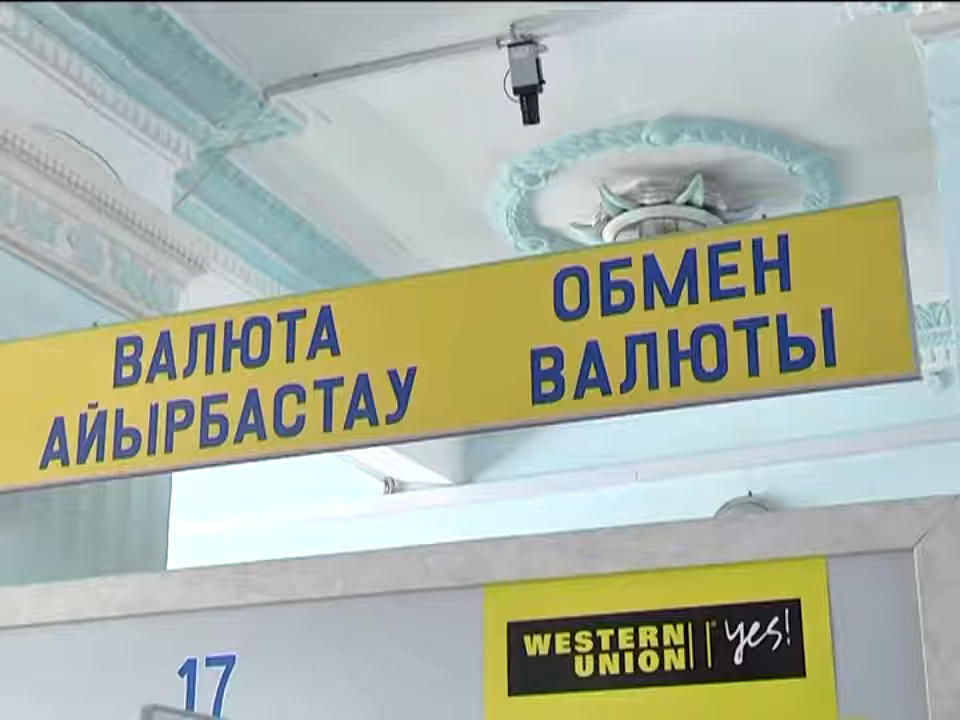 ВАЛЮТА
АЙЫРБАСТАУ
ОБМЕН
ВАЛЮТЫ
WESTERN
UNION
yes!
17